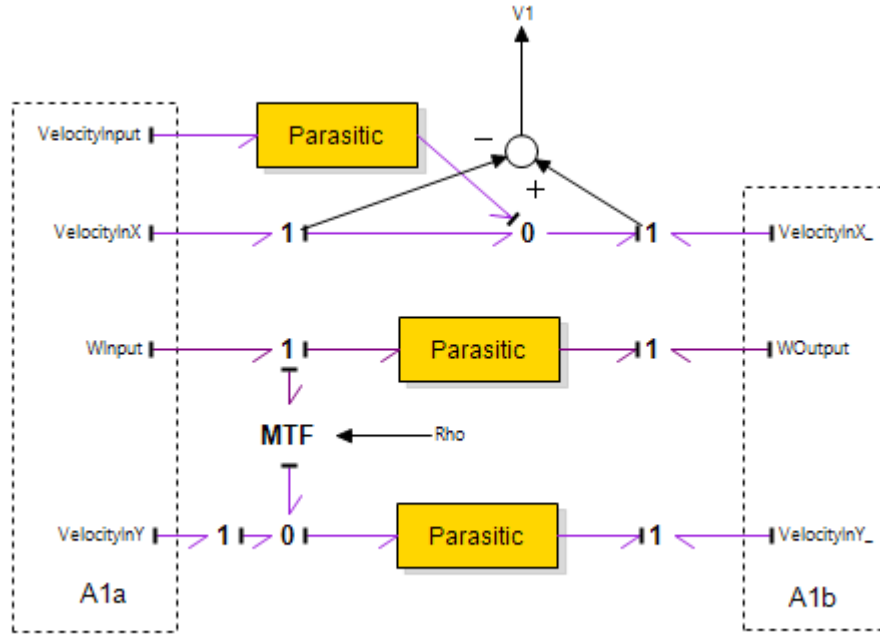 V1
VelocityInput
Parasitic
−
+
VelocityInX
1
0
1
VelocityInX_
WInput
1
Parasitic
1
WOutput
MTF
Rho
VelocityInY
1
0
Parasitic
1
VelocityInY_
A1a
A1b